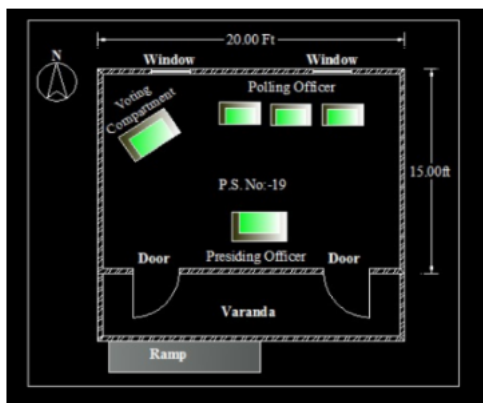 20.00 Ft
N
Window
Window
Voting
Compartment
Polling Officer
15.00ft
P.S. No:-19
Door
Presiding Officer
Door
Varanda
Ramp